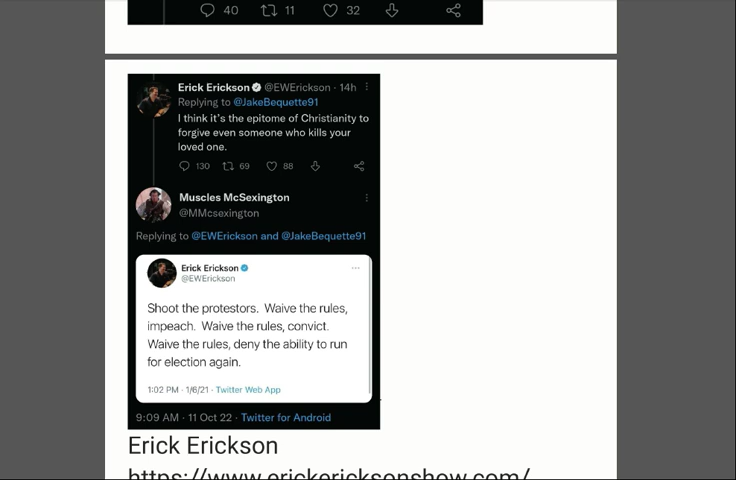 40 11 32
Erick Erickson @EWErickson · 14h
Replying to @JakeBequette91
I think it's the epitome of Christianity to
forgive even someone who kills your
loved one.
130 69 88
Muscles McSexington
@MMcsexington
Replying to @EWErickson and @JakeBequette91
Erick Erickson
@EWErickson
Shoot the protestors. Waive the rules,
impeach. Waive the rules, convict.
Waive the rules, deny the ability to run
for election again.
1:02 PM · 1/6/21 · Twitter Web App
9:09 AM · 11 Oct 22 · Twitter for Android
Erick Erickson
https://www.ericksericksonshow.com/